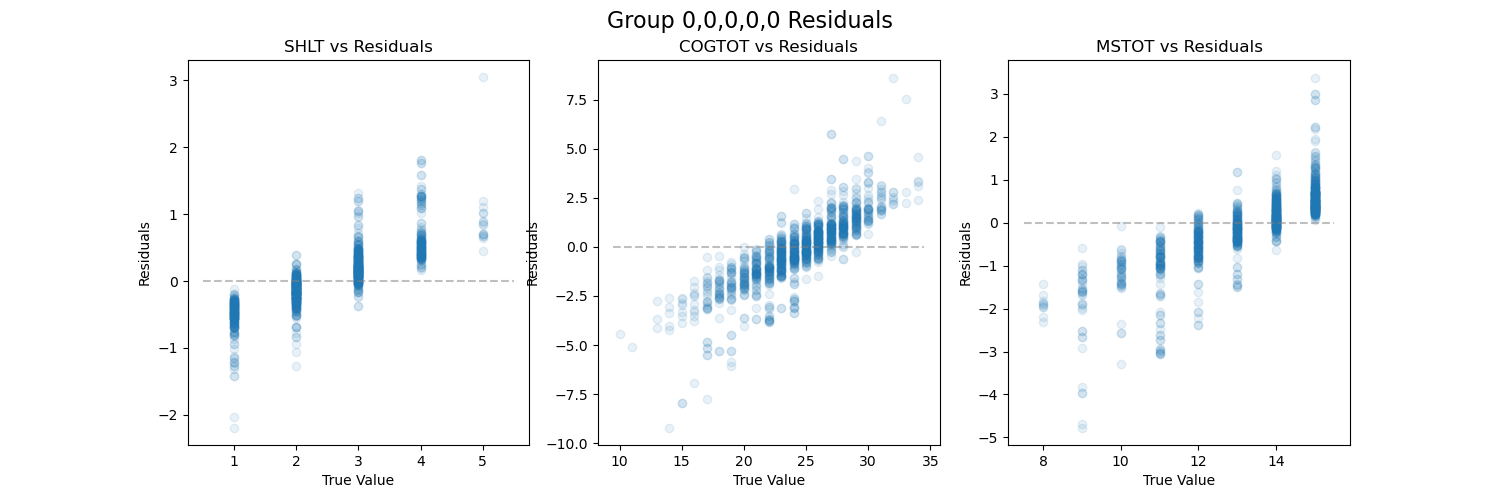 Group 0,0,0,0,0 Residuals
SHLT vs Residuals
Residuals
3
2
1
0
−1
−2
1 2 3 4 5
True Value
COGTOT vs Residuals
Residuals
7.5
5.0
2.5
0.0
−2.5
−5.0
−7.5
−10.0
10 15 20 25 30 35
True Value
MSTOT vs Residuals
Residuals
3
2
1
0
−1
−2
−3
−4
−5
8 10 12 14
True Value